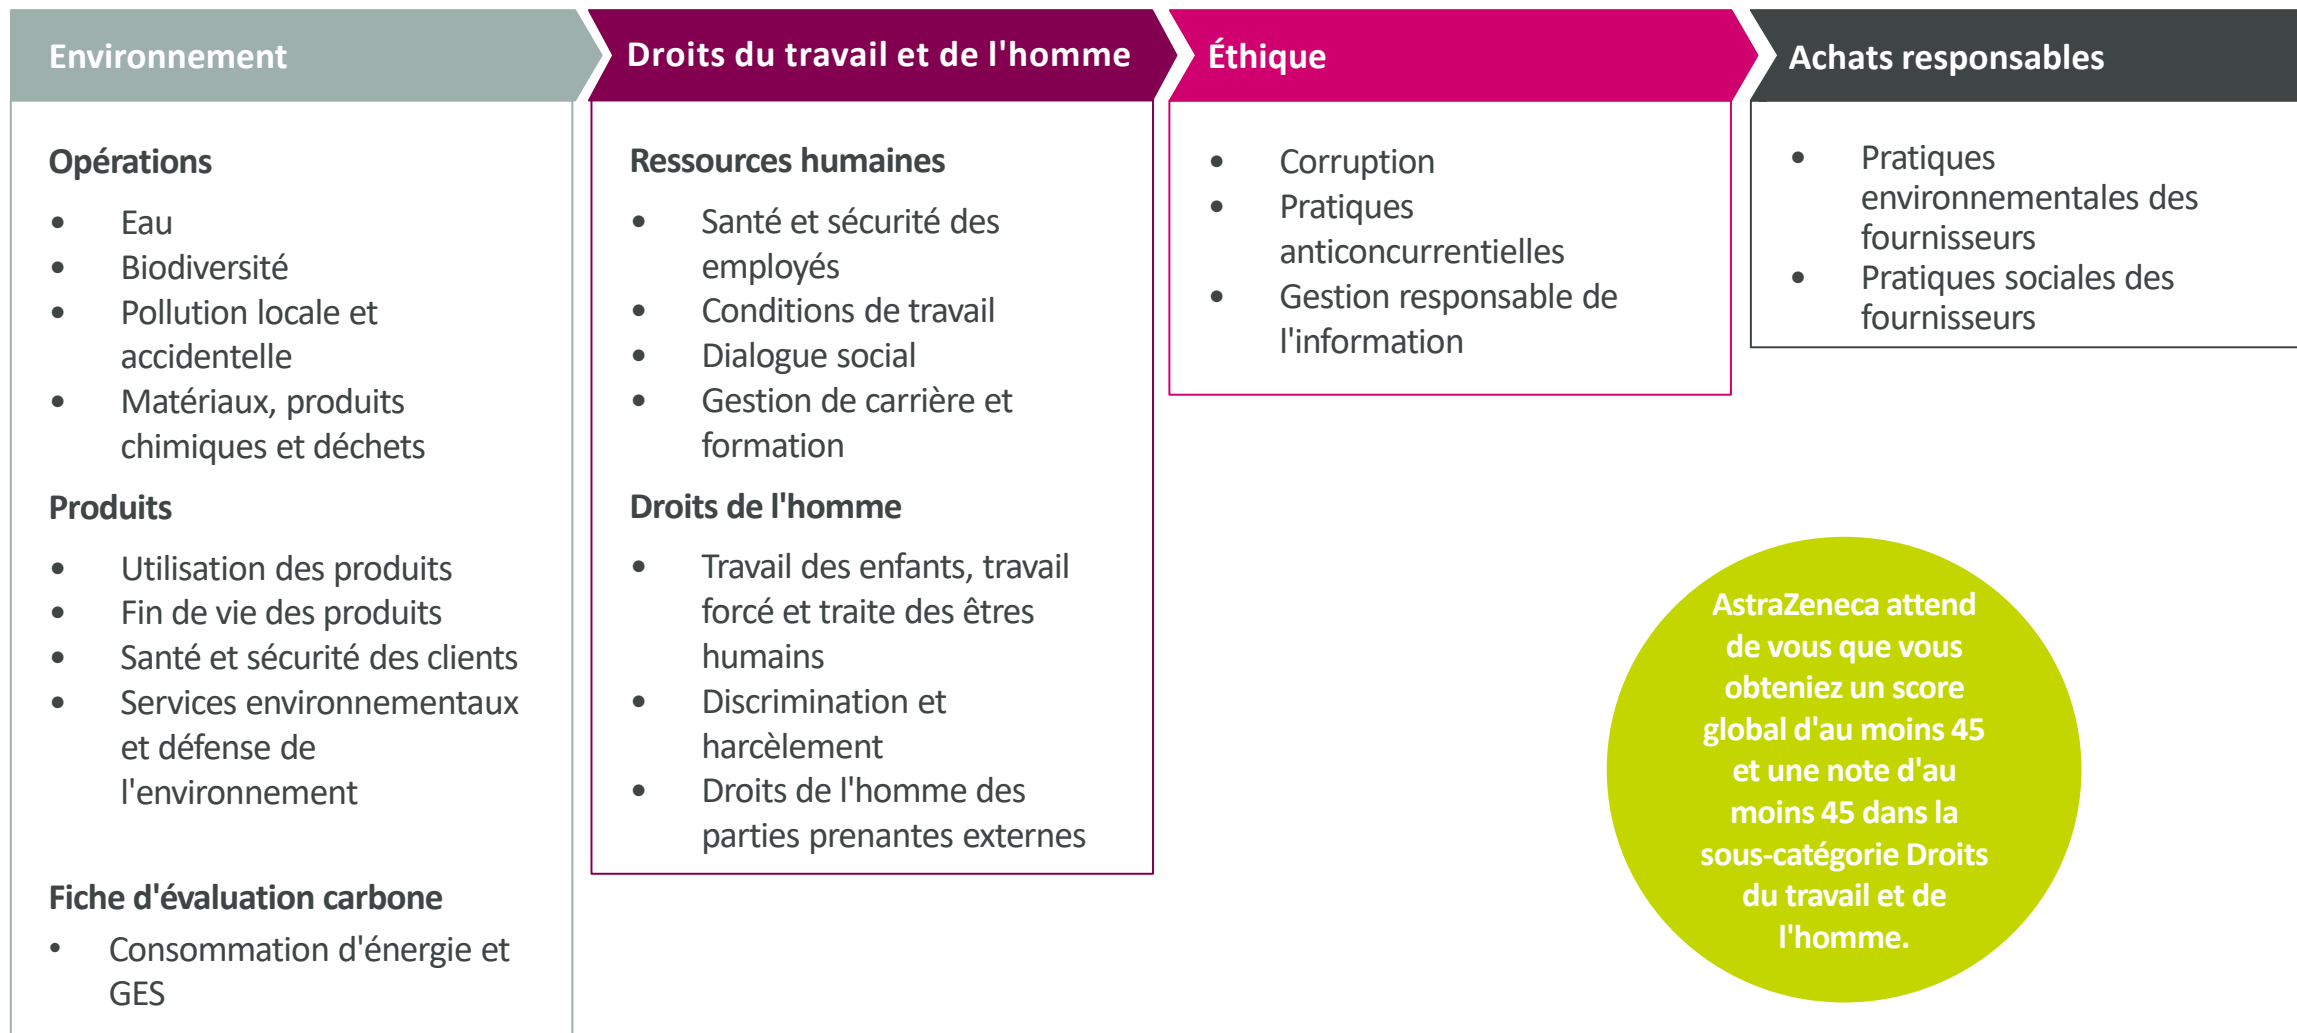 Environnement
Opérations
• Eau
• Biodiversité
• Pollution locale et
accidentelle
• Matériaux, produits
chimiques et déchets
Produits
• Utilisation des produits
• Fin de vie des produits
• Santé et sécurité des clients
• Services environnementaux
et défense de
l'environnement
Fiche d'évaluation carbone
• Consommation d'énergie et
GES
Droits du travail et de l'homme
Ressources humaines
• Santé et sécurité des
employés
• Conditions de travail
• Dialogue social
• Gestion de carrière et
formation
Droits de l'homme
• Travail des enfants, travail
forcé et traite des êtres
humains
• Discrimination et
harcèlement
• Droits de l'homme des
parties prenantes externes
Éthique
• Corruption
• Pratiques
anticoncurrentielles
• Gestion responsable de
l'information
Achats responsables
• Pratiques
environnementales des
fournisseurs
• Pratiques sociales des
fournisseurs
AstraZeneca attend
de vous que vous
obteniez un score
global d'au moins 45
et une note d'au
moins 45 dans la
sous-catégorie Droits
du travail et de
l'homme.